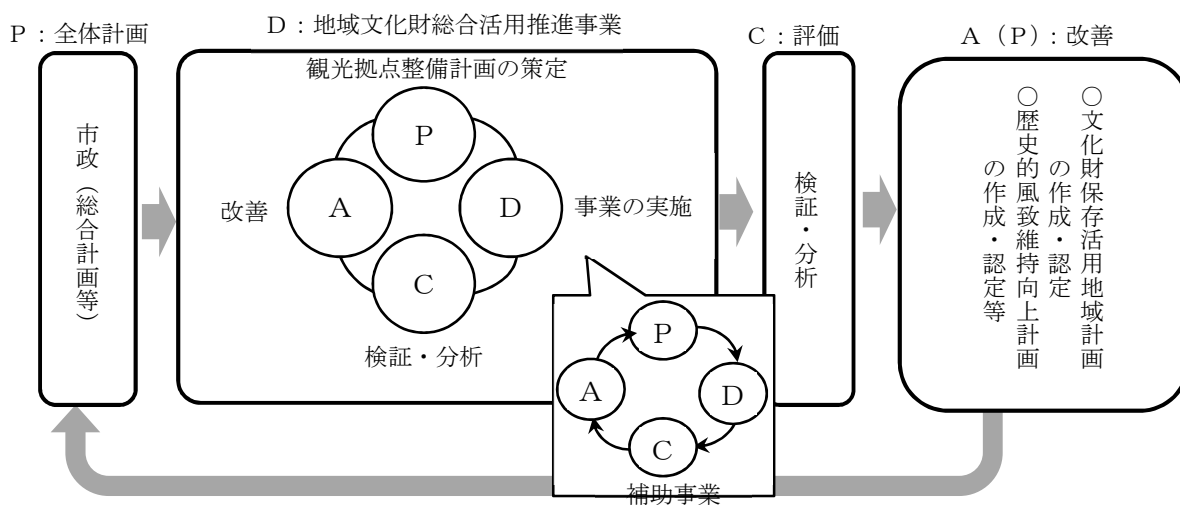 P：全体計画
市政（総合計画等）
D：地域文化財総合活用推進事業
観光拠点整備計画の策定
P
A
D
C
改善
事業の実施
検証・分析
P
A
D
C
補助事業
C：評価
検証・分析
A（P）：改善
○文化財保存活用地域計画
の作成・認定
○歴史的風致維持向上計画
の作成・認定等